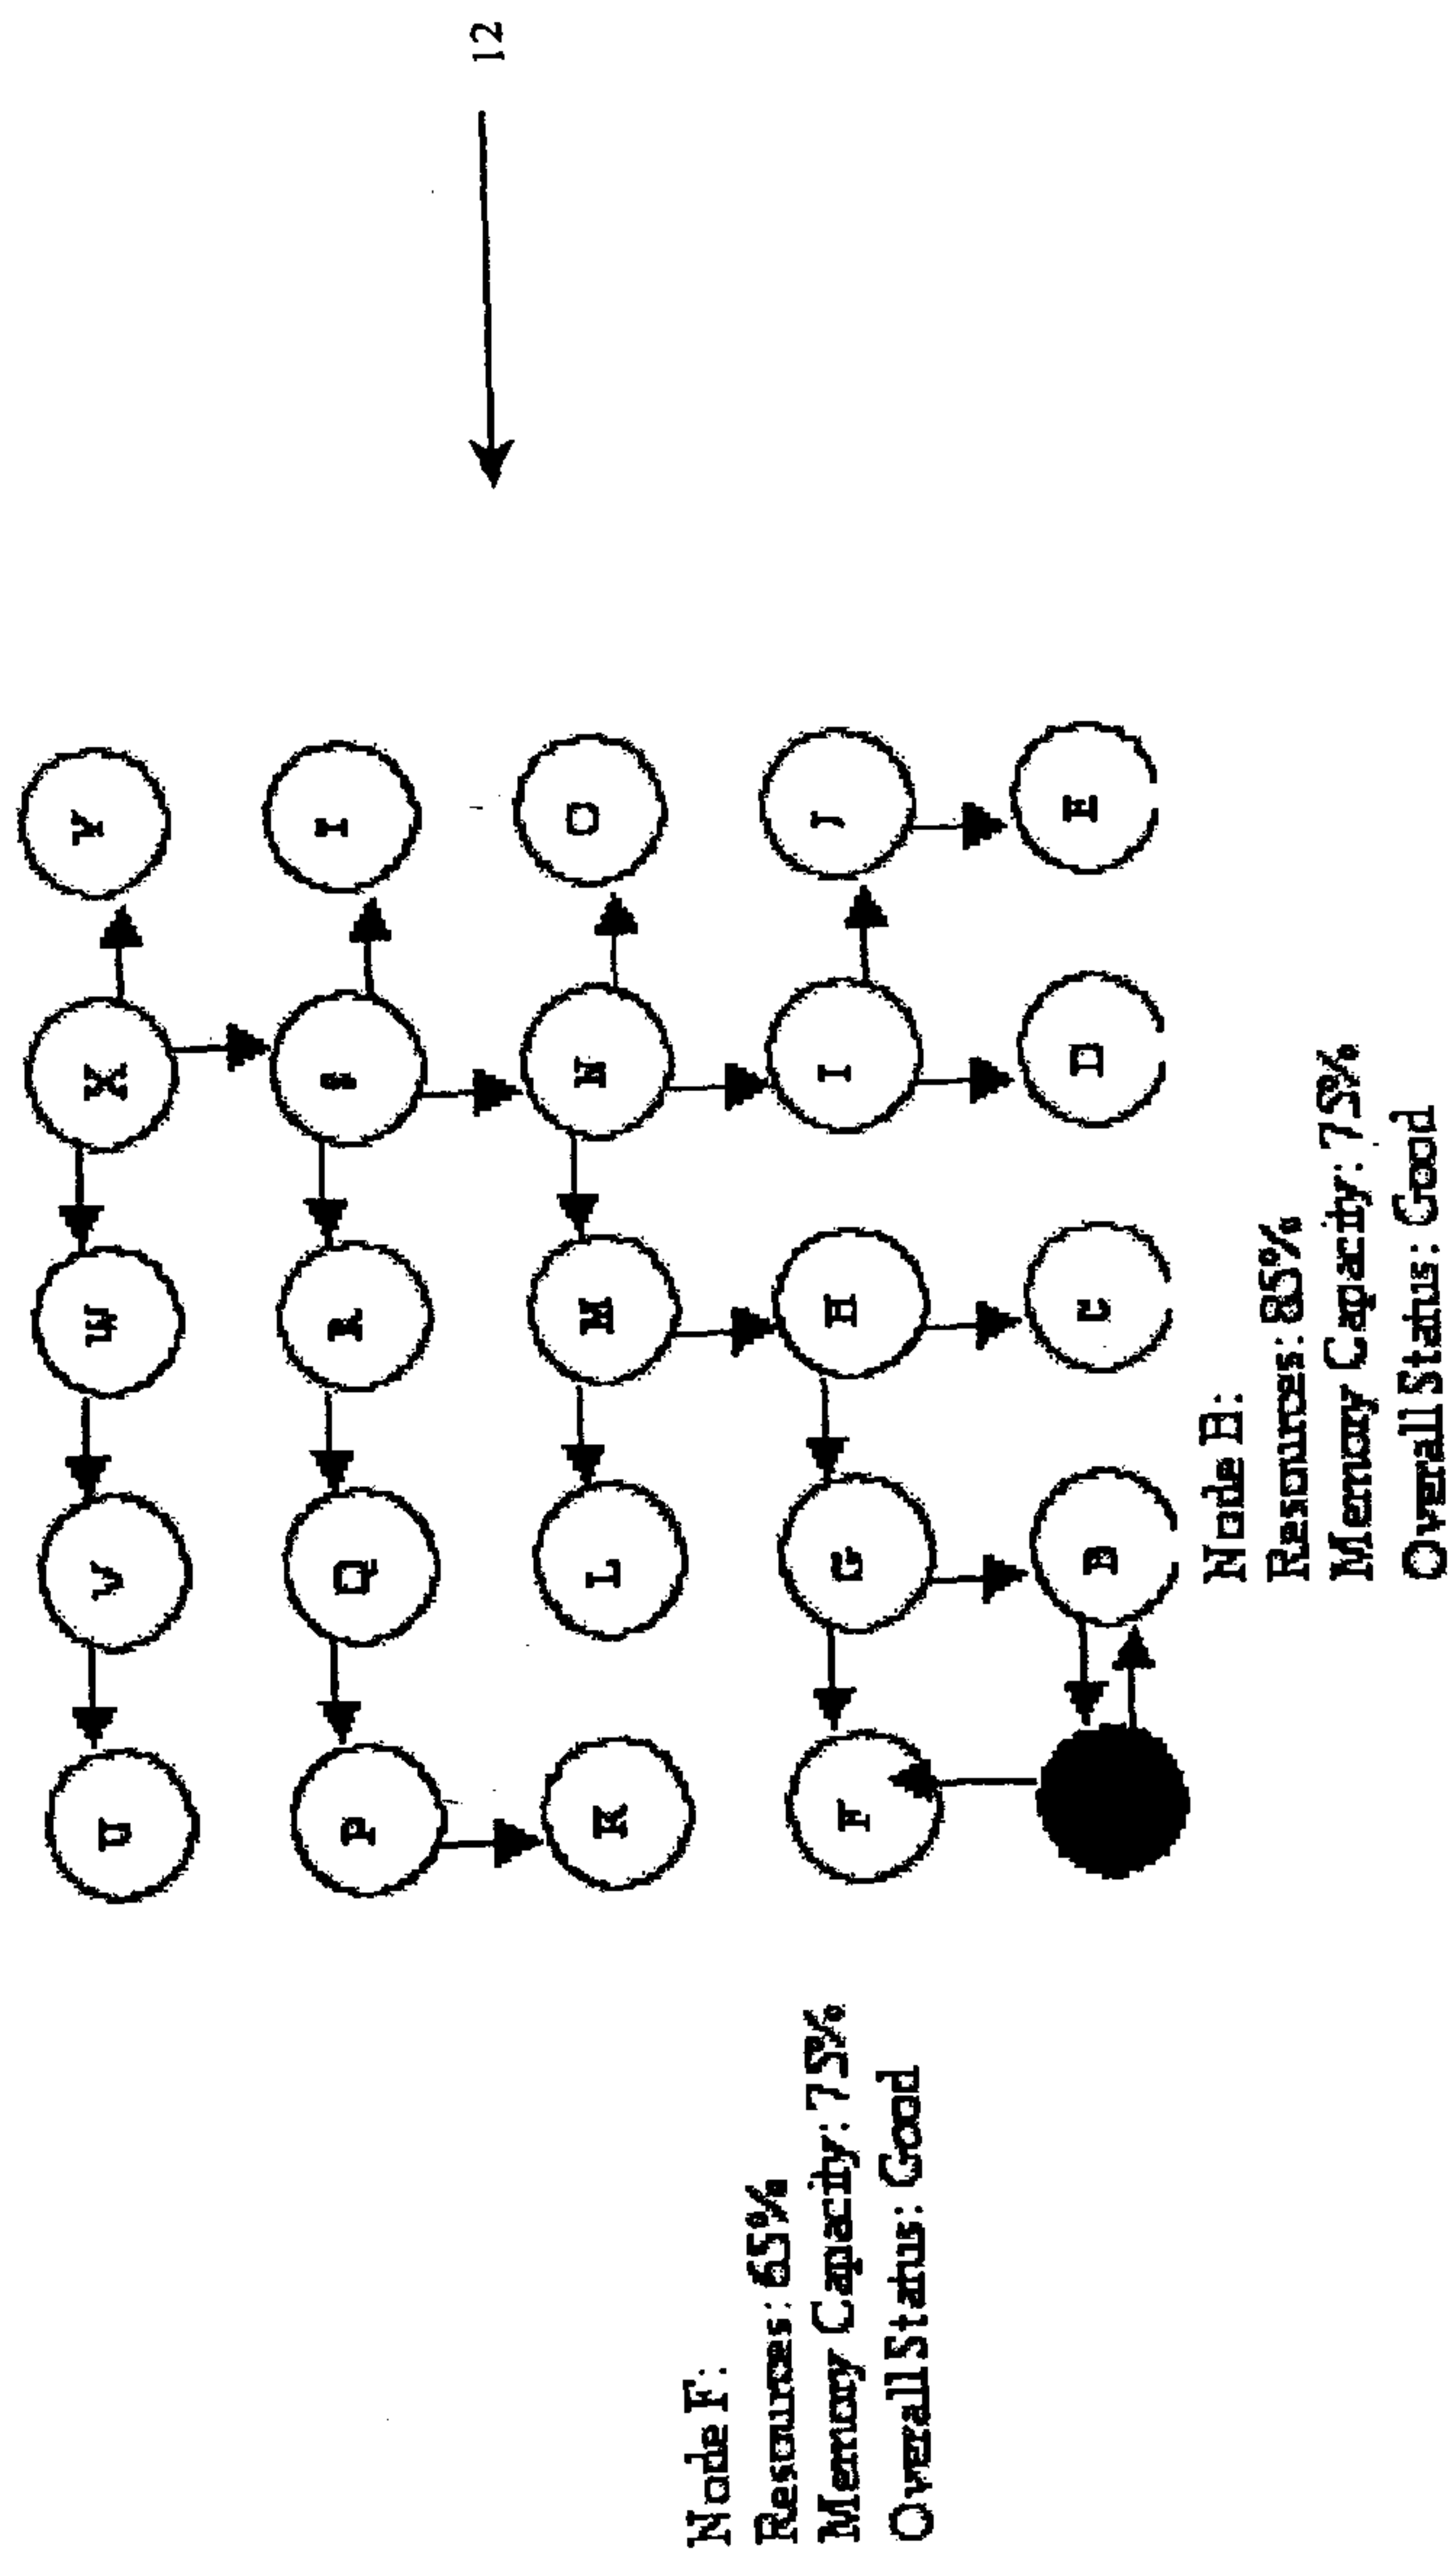 U V W X Y
P Q R S T
12
K L M N O
Node F:
Resources: 65%
Memory Capacity: 75%
Overall Status: Good
F G H I J
B C D E
Node B:
Resources: 85%
Memory Capacity: 75%
Overall Status: Good